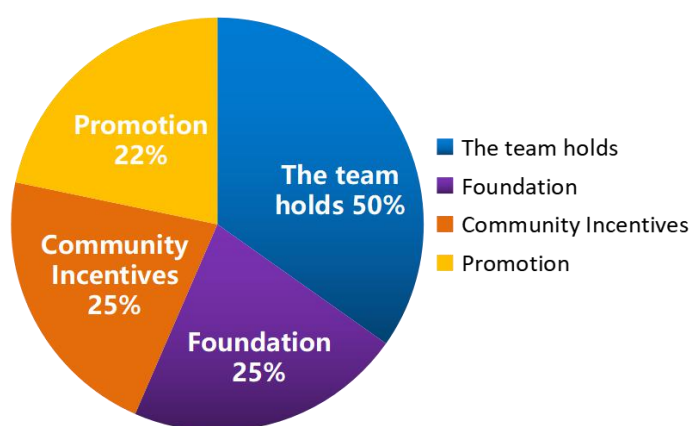 Promotion
22%
The team
holds 50%
Community
Incentives
25%
Foundation
25%
The team holds
Foundation
Community Incentives
Promotion